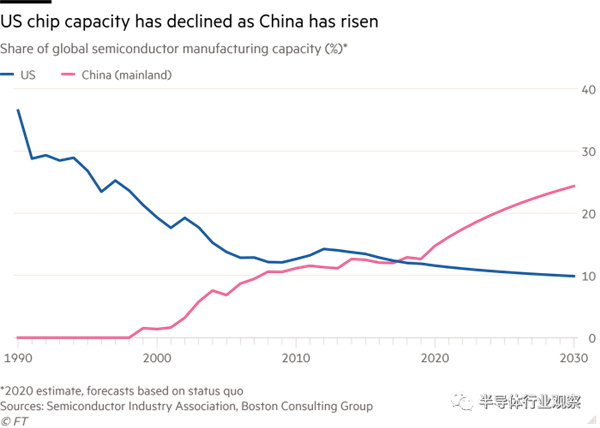 US chip capacity has declined as China has risen
Share of global semiconductor manufacturing capacity (%)*
US China (mainland)
40
30
20
10
0
1990 2000 2010 2020 2030
*2020 estimate, forecasts based on status quo
Sources: Semiconductor Industry Association, Boston Consulting Group
© FT
半导体行业观察